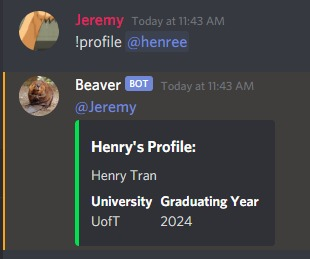 Jeremy Today at 11:43 AM
!profile @henree
Beaver BOT Today at 11:43 AM
@Jeremy
Henry's Profile:
Henry Tran
University Graduating Year
UofT 2024